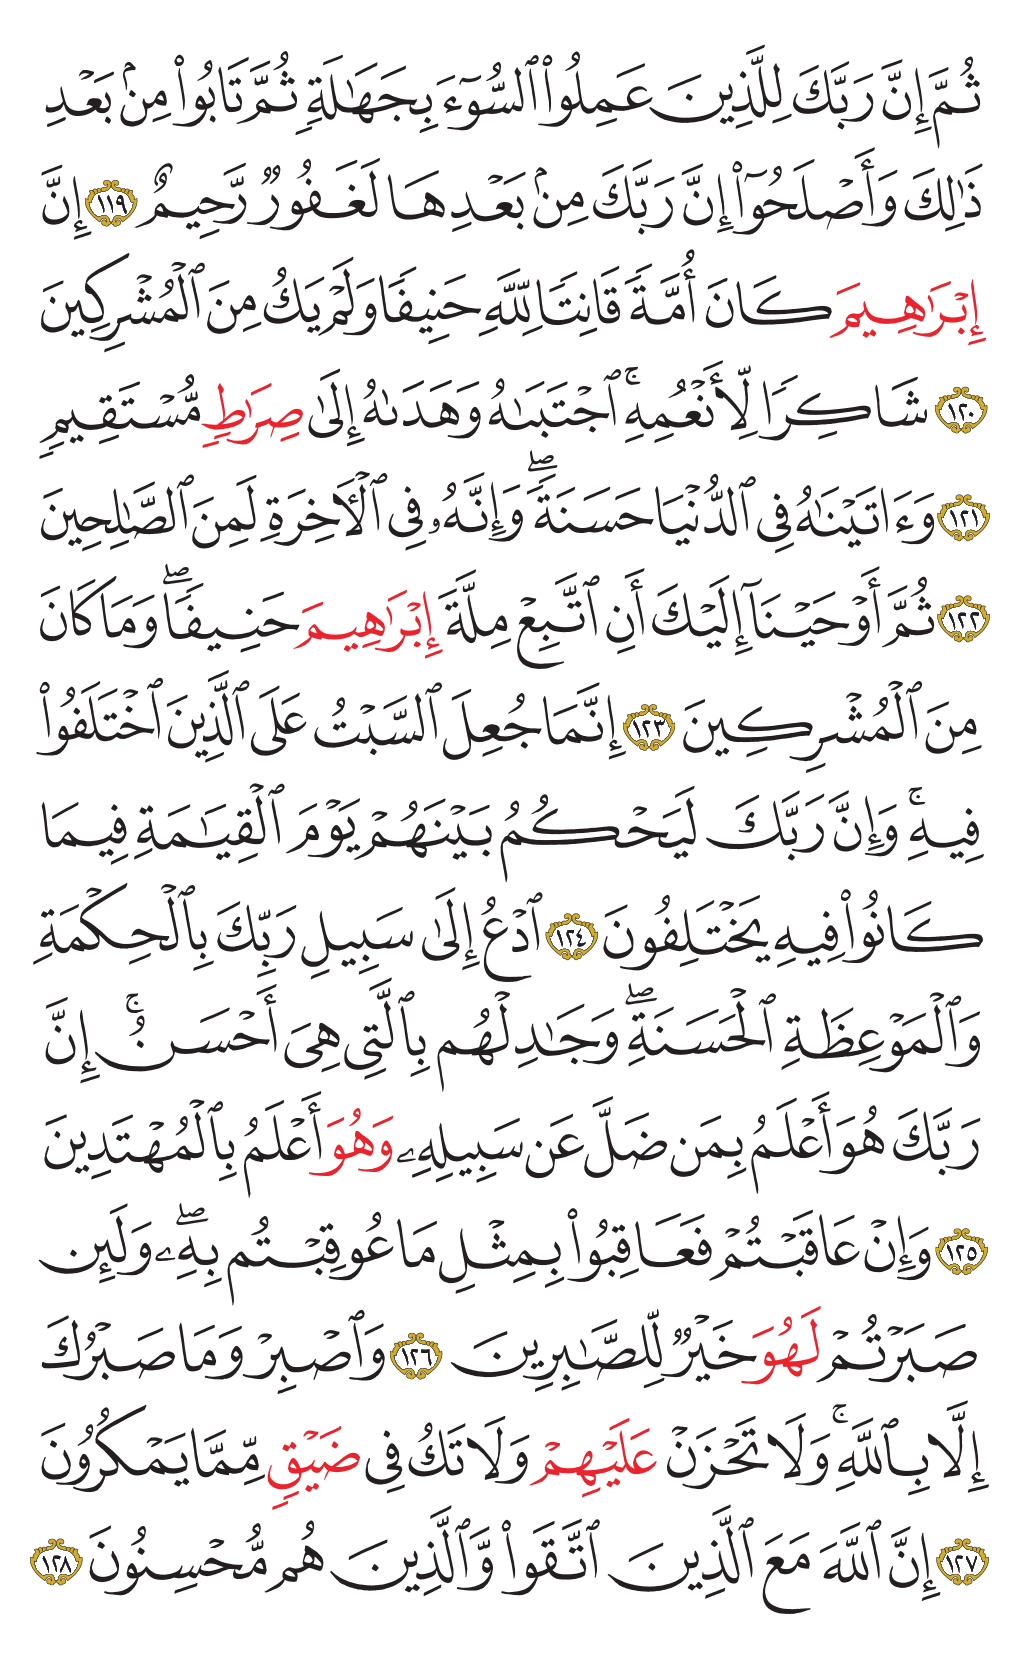 ثُمَّ إِنَّ رَبَّكَ لِلَّذِينَ عَمِلُوا۟ ٱلسُّوٓءَ بِجَهَٰلَةٍ ثُمَّ تَابُوا۟ مِنۢ بَعْدِ
ذَٰلِكَ وَأَصْلَحُوٓا۟ إِنَّ رَبَّكَ مِنۢ بَعْدِهَا لَغَفُورٌ رَّحِيمٌ ١١٩ إِنَّ
إِبْرَٰهِيمَ كَانَ أُمَّةً قَانِتًا لِلَّهِ حَنِيفًا وَلَمْ يَكُ مِنَ ٱلْمُشْرِكِينَ
١٢٠ شَاكِرًا لِّأَنْعُمِهِ ۚ ٱجْتَبَىٰهُ وَهَدَىٰهُ إِلَىٰ صِرَٰطٍ مُّسْتَقِيمٍ
١٢١ وَءَاتَيْنَٰهُ فِى ٱلدُّنْيَا حَسَنَةً ۖ وَإِنَّهُۥ فِى ٱلْءَاخِرَةِ لَمِنَ ٱلصَّٰلِحِينَ
١٢٢ ثُمَّ أَوْحَيْنَآ إِلَيْكَ أَنِ ٱتَّبِعْ مِلَّةَ إِبْرَٰهِيمَ حَنِيفًا ۖ وَمَا كَانَ
مِنَ ٱلْمُشْرِكِينَ ١٢٣ إِنَّمَا جُعِلَ ٱلسَّبْتُ عَلَى ٱلَّذِينَ ٱخْتَلَفُوا۟
فِيهِ ۚ وَإِنَّ رَبَّكَ لَيَحْكُمُ بَيْنَهُمْ يَوْمَ ٱلْقِيَٰمَةِ فِيمَا
كَانُوا۟ فِيهِ يَخْتَلِفُونَ ١٢٤ ٱدْعُ إِلَىٰ سَبِيلِ رَبِّكَ بِٱلْحِكْمَةِ
وَٱلْمَوْعِظَةِ ٱلْحَسَنَةِ ۖ وَجَٰدِلْهُم بِٱلَّتِى هِىَ أَحْسَنُ ۚ إِنَّ
رَبَّكَ هُوَ أَعْلَمُ بِمَن ضَلَّ عَن سَبِيلِهِۦ وَهُوَ أَعْلَمُ بِٱلْمُهْتَدِينَ
١٢٥ وَإِنْ عَاقَبْتُمْ فَعَاقِبُوا۟ بِمِثْلِ مَا عُوقِبْتُم بِهِۦ ۖ وَلَئِن
صَبَرْتُمْ لَهُوَ خَيْرٌ لِّلصَّٰبِرِينَ ١٢٦ وَٱصْبِرْ وَمَا صَبْرُكَ
إِلَّا بِٱللَّهِ ۚ وَلَا تَحْزَنْ عَلَيْهِمْ وَلَا تَكُ فِى ضَيْقٍ مِّمَّا يَمْكُرُونَ
١٢٧ إِنَّ ٱللَّهَ مَعَ ٱلَّذِينَ ٱتَّقَوا۟ وَّٱلَّذِينَ هُم مُّحْسِنُونَ ١٢٨